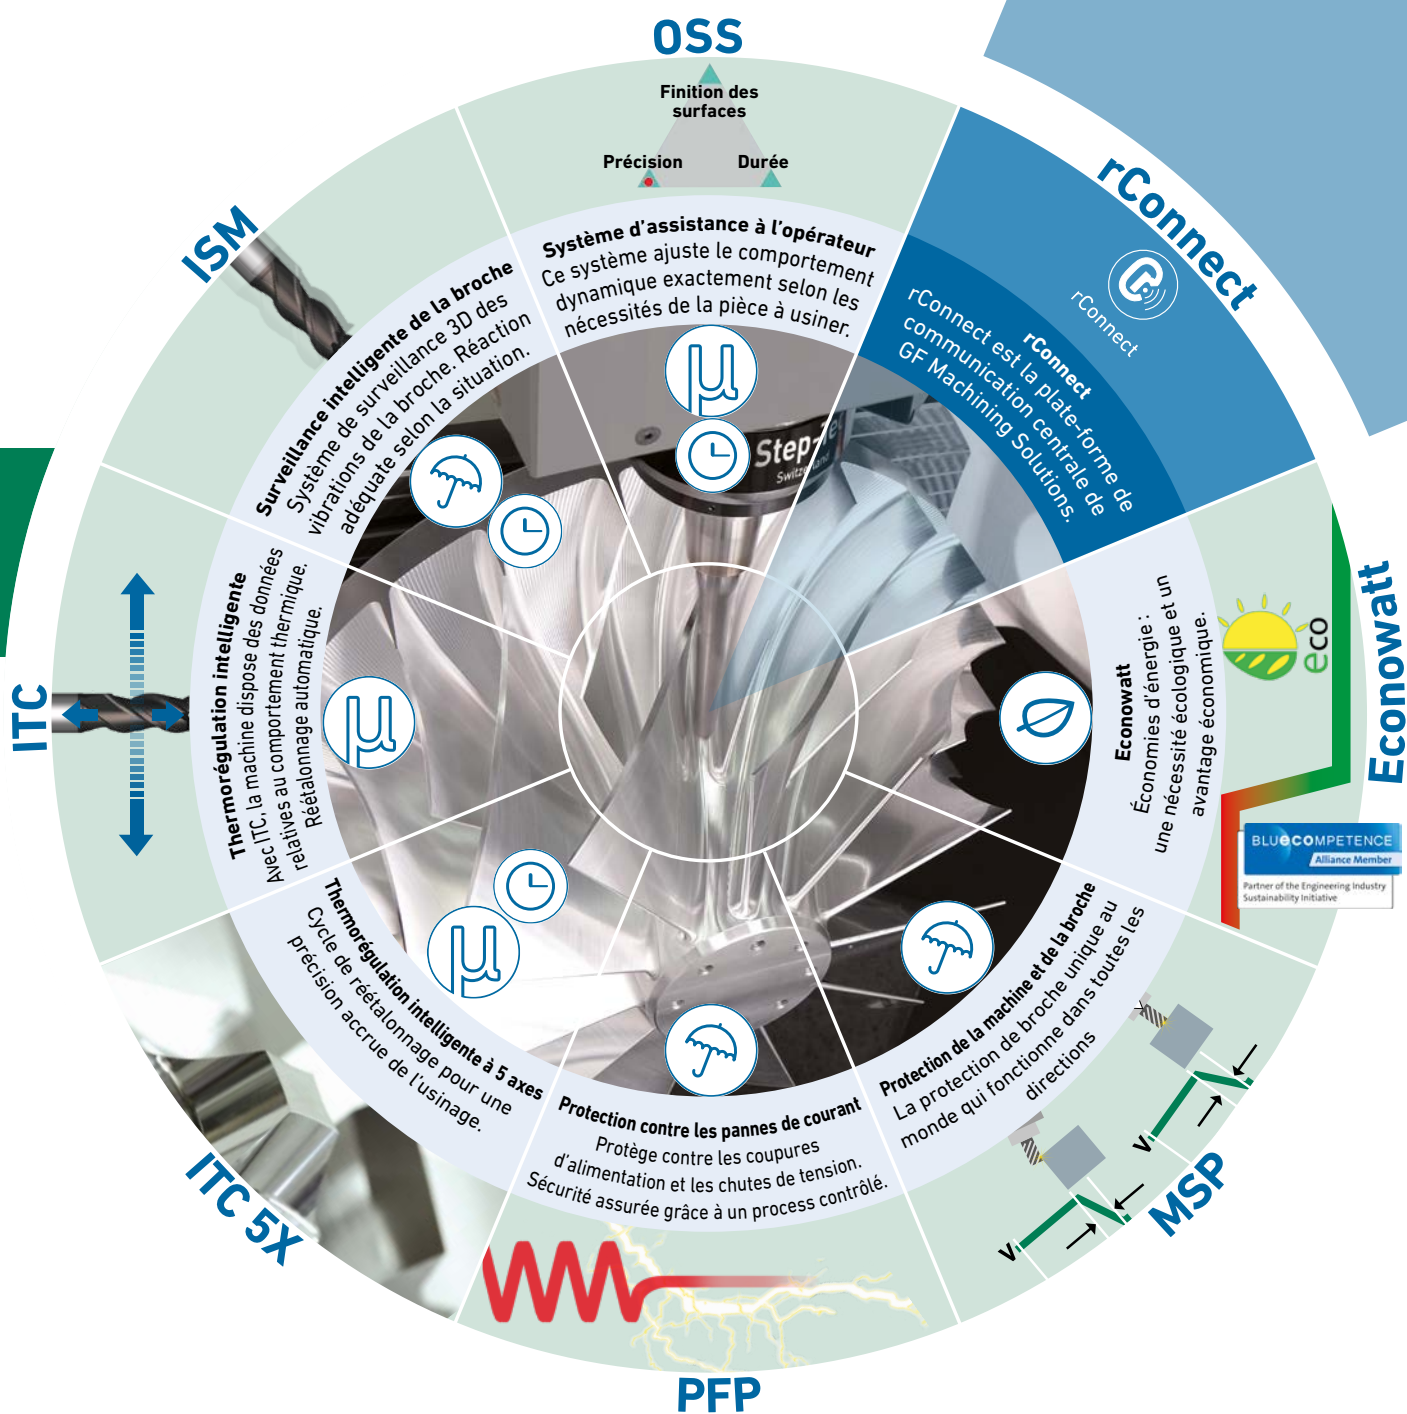 OSS
Finition des
surfaces
Précision
Durée
Système d'assistance à l'opérateur
Ce système ajuste le comportement
dynamique exactement selon les
nécessités de la pièce à usiner.
rConnect
rConnect
rConnect
rConnect est la plate-forme de
communication centrale de
GF Machining Solutions.
Econowatt
eco
Econowatt
Économies d'énergie :
une nécessité écologique et un
avantage économique.
BLUeCOMPETENCE
Alliance Member
Partner of the Engineering Industry
Sustainability Initiative
MSP
Protection de la machine et de la broche
La protection de broche unique au
monde qui fonctionne dans toutes les
directions
V
V
PFP
Protection contre les pannes de courant
Protège contre les coupures
d'alimentation et les chutes de tension.
Sécurité assurée grâce à un process contrôlé.
ITC 5X
Thermorégulation intelligente à 5 axes
Cycle de réétalonnage pour une
précision accrue de l'usinage.
ITC
Thermorégulation intelligente
Avec ITC, la machine dispose des données
relatives au comportement thermique.
Réétalonnage automatique.
ISM
Surveillance intelligente de la broche
Système de surveillance 3D des
vibrations de la broche. Réaction
adéquate selon la situation.
µ
Step-Tec
Switzerland
µ
µ